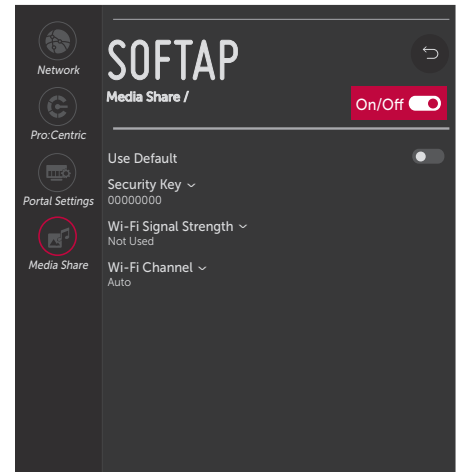 Network
Pro:Centric
Portal Settings
Media Share
SOFTAP
Media Share /
On/Off
Use Default
Security Key
00000000
Wi-Fi Signal Strength
Not Used
Wi-Fi Channel
Auto